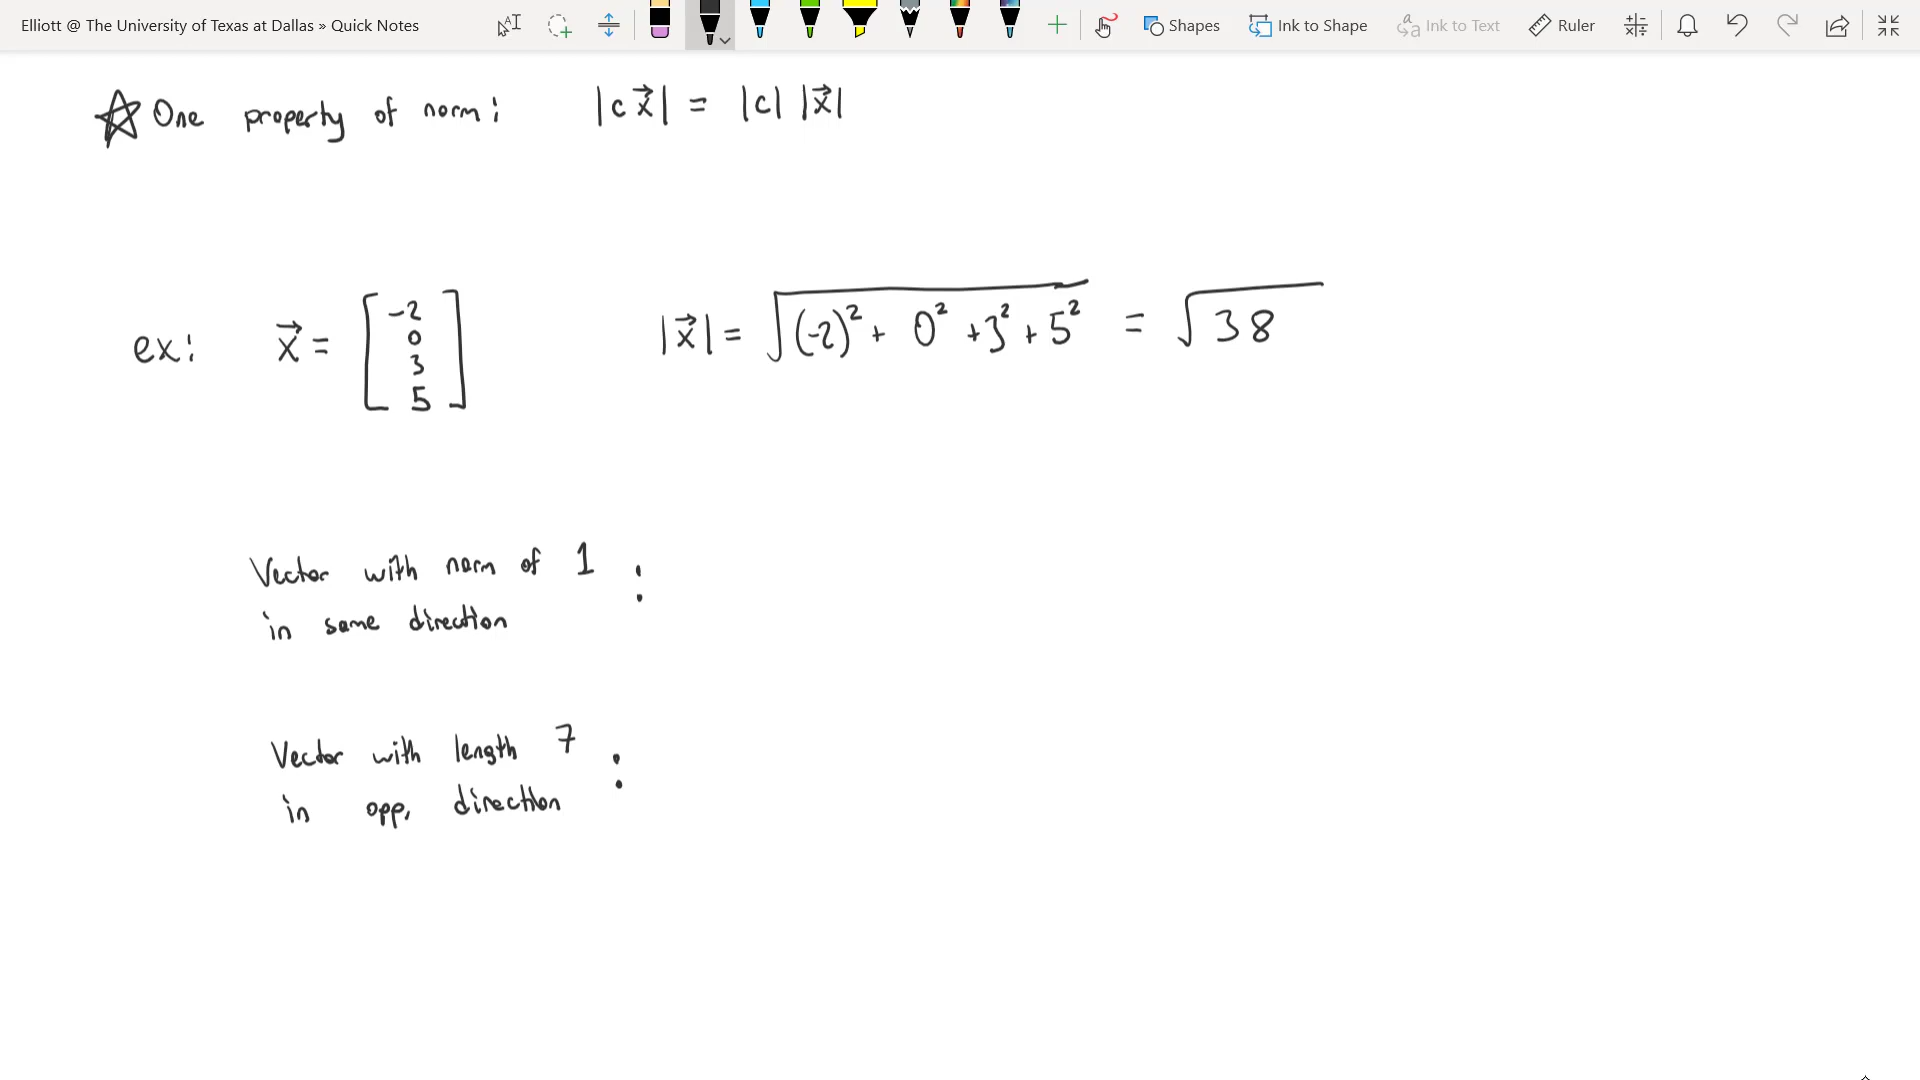 Elliott @ The University of Texas at Dallas » Quick Notes
Shapes Ink to Shape Ink to Text Ruler
☆ One property of norm: |c x⃗| = |c| |x⃗|
ex: x⃗ = [-2 0 3 5] |x⃗| = √((-2)² + 0² + 3² + 5²) = √38
Vector with norm of 1 :
in same direction
Vector with length 7 :
in opp. direction